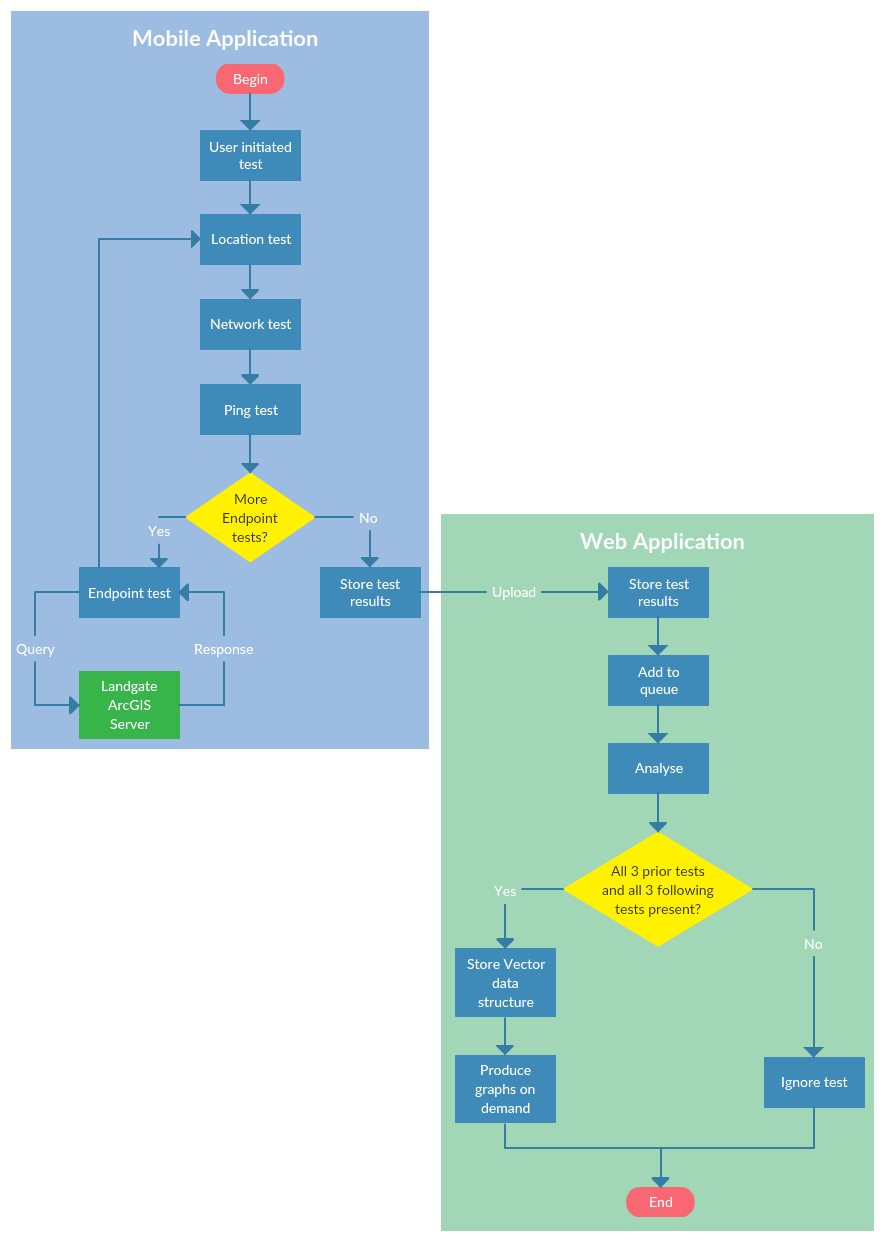 Mobile Application
Begin
User initiated
test
Location test
Network test
Ping test
More
Endpoint
tests?
Yes
No
Endpoint test
Store test
results
Query
Response
Landgate
ArcGIS
Server
Upload
Web Application
Store test
results
Add to
queue
Analyse
All 3 prior tests
and all 3 following
tests present?
Yes
No
Store Vector
data
structure
Produce
graphs on
demand
Ignore test
End